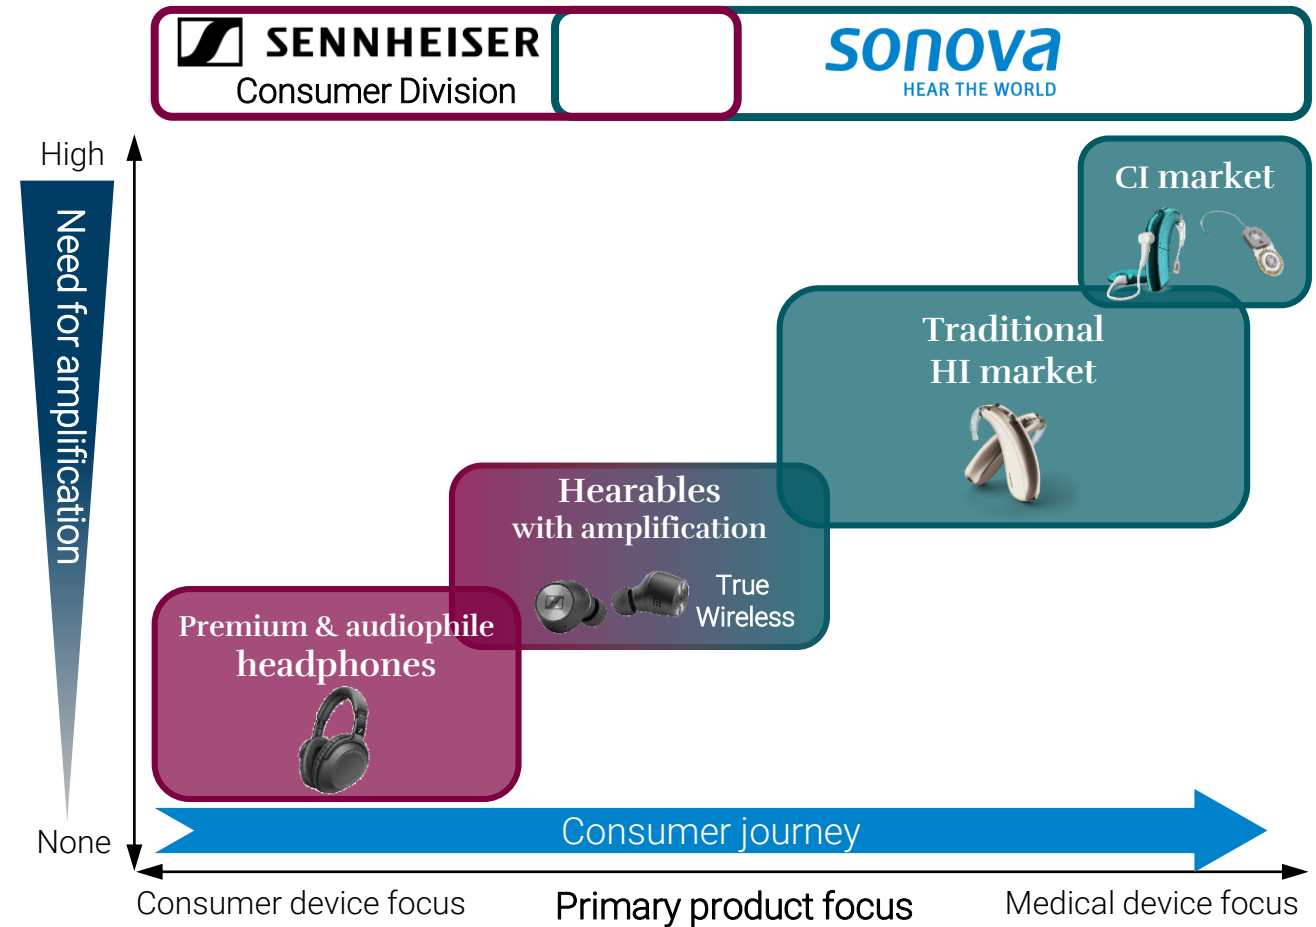 SENNHEISER
Consumer Division
sonova
HEAR THE WORLD
High
Need for amplification
None
CI market
Traditional
HI market
Hearables
with amplification
True
Wireless
Premium & audiophile
headphones
Consumer journey
Consumer device focus
Primary product focus
Medical device focus